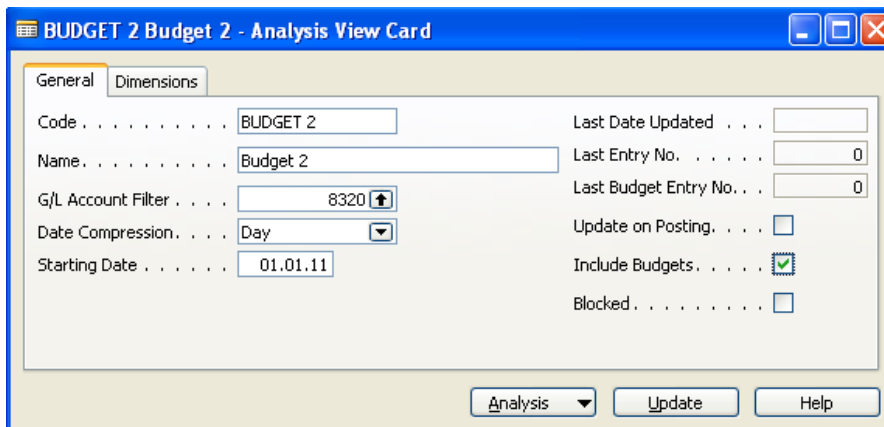 BUDGET 2 Budget 2 - Analysis View Card
General Dimensions
Code . . . . . . . . . . BUDGET 2
Name. . . . . . . . . . Budget 2
G/L Account Filter . . . . 8320
Date Compression. . . . Day
Starting Date . . . . . . 01.01.11
Last Date Updated . . .
Last Entry No. . . . . . 0
Last Budget Entry No. . . 0
Update on Posting. . . .
Include Budgets. . . . .
Blocked . . . . . . . . .
Analysis Update Help